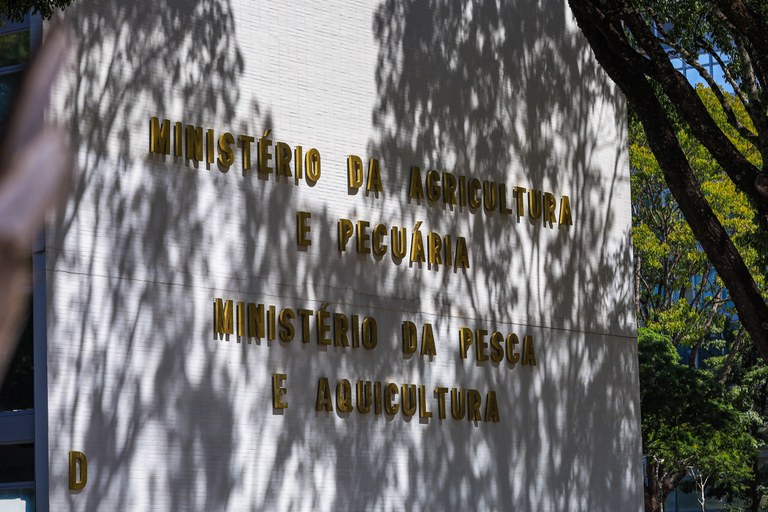 MINISTÉRIO DA AGRICULTURA
E PECUÁRIA
MINISTÉRIO DA PESCA
E AQUICULTURA
D